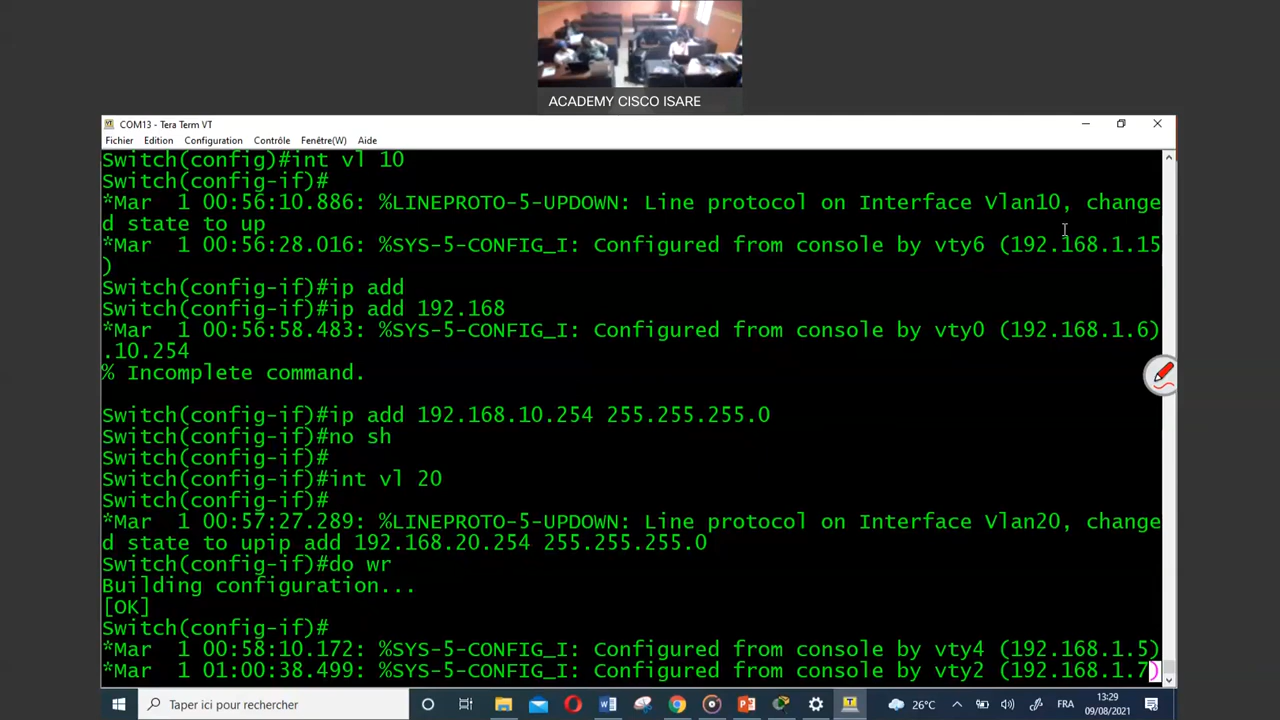 ACADEMY CISCO ISARE
COM13 - Tera Term VT
Fichier Edition Configuration Contrôle Fenêtre(W) Aide
Switch(config)#int vl 10
Switch(config-if)#
*Mar  1 00:56:10.886: %LINEPROTO-5-UPDOWN: Line protocol on Interface Vlan10, change
d state to up
*Mar  1 00:56:28.016: %SYS-5-CONFIG_I: Configured from console by vty6 (192.168.1.15
)
Switch(config-if)#ip add
Switch(config-if)#ip add 192.168
*Mar  1 00:56:58.483: %SYS-5-CONFIG_I: Configured from console by vty0 (192.168.1.6)
.10.254
% Incomplete command.
Switch(config-if)#ip add 192.168.10.254 255.255.255.0
Switch(config-if)#no sh
Switch(config-if)#
Switch(config-if)#int vl 20
Switch(config-if)#
*Mar  1 00:57:27.289: %LINEPROTO-5-UPDOWN: Line protocol on Interface Vlan20, change
d state to upip add 192.168.20.254 255.255.255.0
Switch(config-if)#do wr
Building configuration...
[OK]
Switch(config-if)#
*Mar  1 00:58:10.172: %SYS-5-CONFIG_I: Configured from console by vty4 (192.168.1.5)
*Mar  1 01:00:38.499: %SYS-5-CONFIG_I: Configured from console by vty2 (192.168.1.7)
Taper ici pour rechercher
26°C
FRA
13:29
09/08/2021